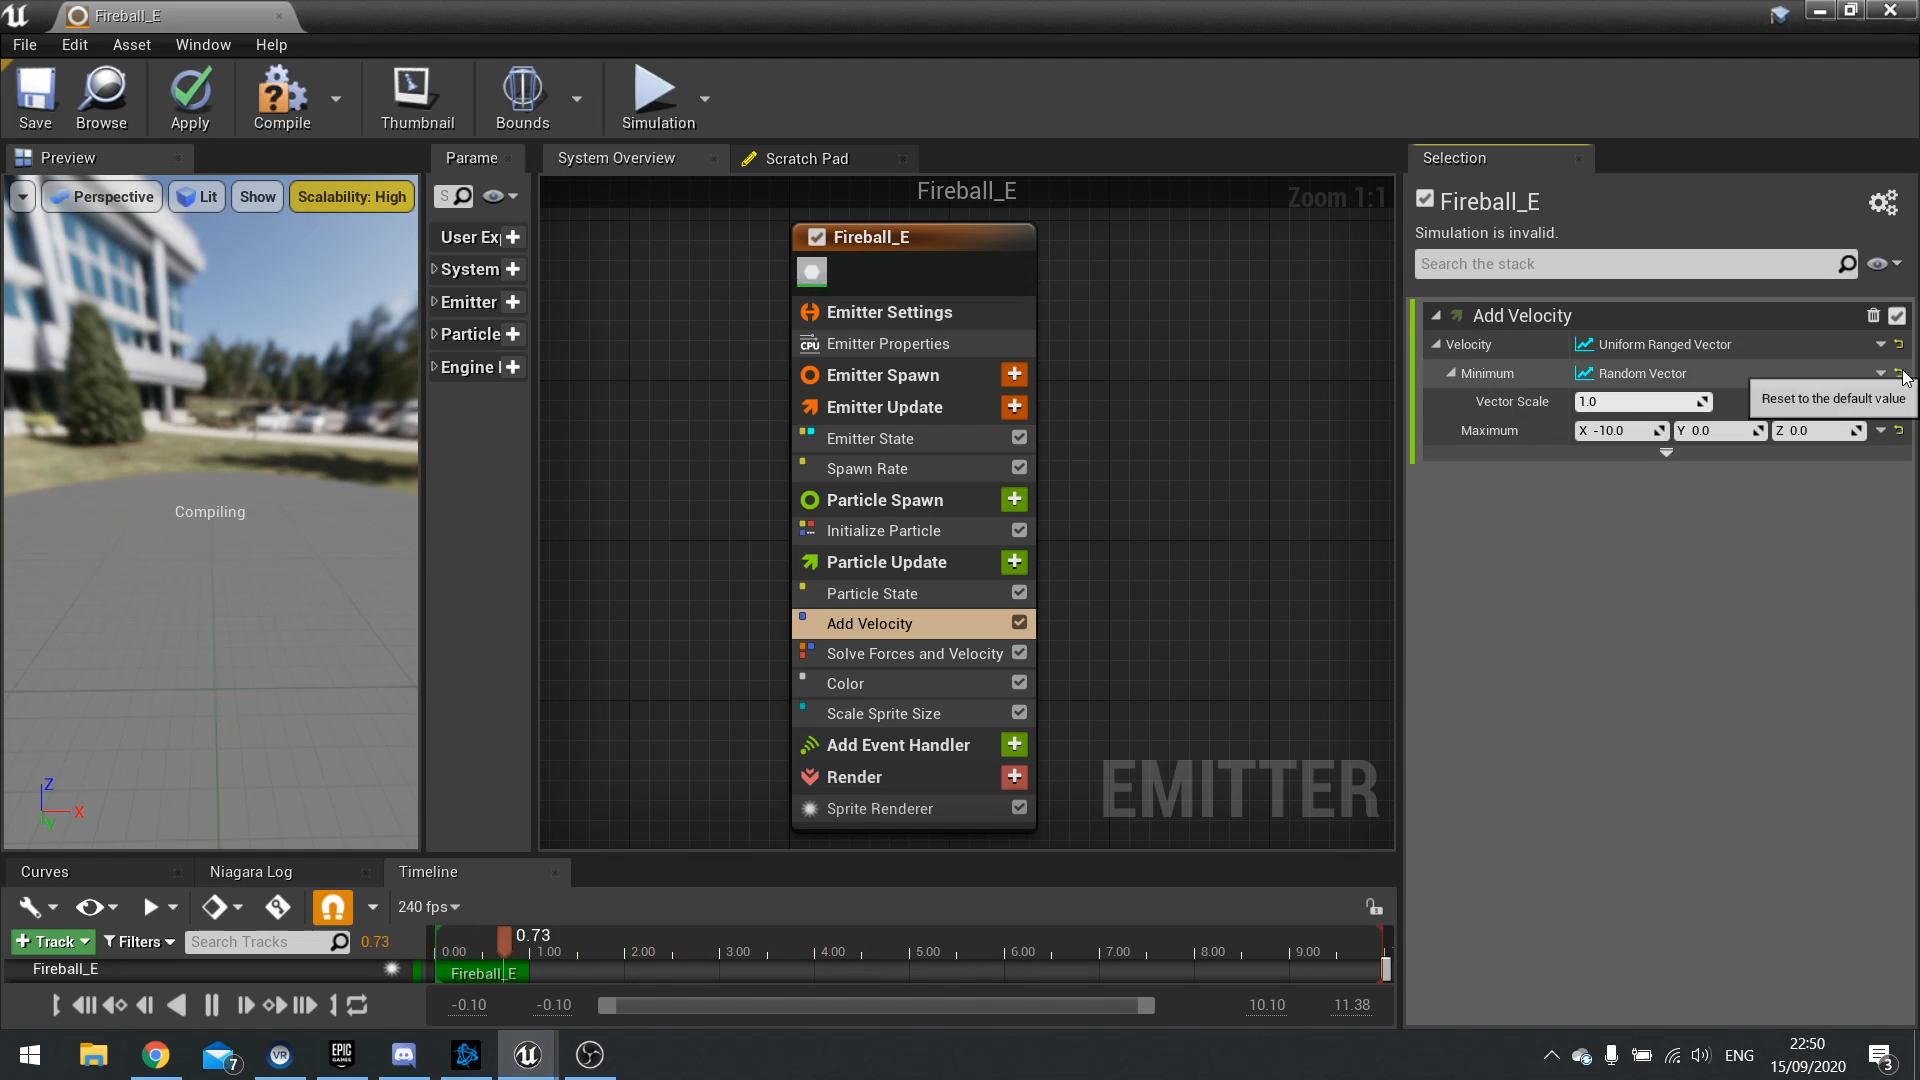 Fireball_E
File Edit Asset Window Help
Save Browse Apply Compile Thumbnail Bounds Simulation
Preview
Parame
System Overview
Scratch Pad
Selection
Perspective Lit Show Scalability: High
S
Fireball_E
Zoom 1:1
Fireball_E
Simulation is invalid.
Search the stack
User Ex
System
Emitter
Particle
Engine
Fireball_E
Emitter Settings
CPU Emitter Properties
Emitter Spawn
Emitter Update
Emitter State
Spawn Rate
Particle Spawn
Initialize Particle
Particle Update
Particle State
Add Velocity
Solve Forces and Velocity
Color
Scale Sprite Size
Add Event Handler
Render
Sprite Renderer
EMITTER
Add Velocity
Velocity Uniform Ranged Vector
Minimum Random Vector
Reset to the default value
Vector Scale 1.0
Maximum X -10.0 Y 0.0 Z 0.0
Compiling
Z
X
Y
Curves Niagara Log Timeline
240 fps
Track Filters Search Tracks 0.73
0.73
0.00 1.00 2.00 3.00 4.00 5.00 6.00 7.00 8.00 9.00
Fireball_E
Fireball_E
-0.10 -0.10 10.10 11.38
7
VR
EPIC GAMES
ENG
22:50
15/09/2020
3